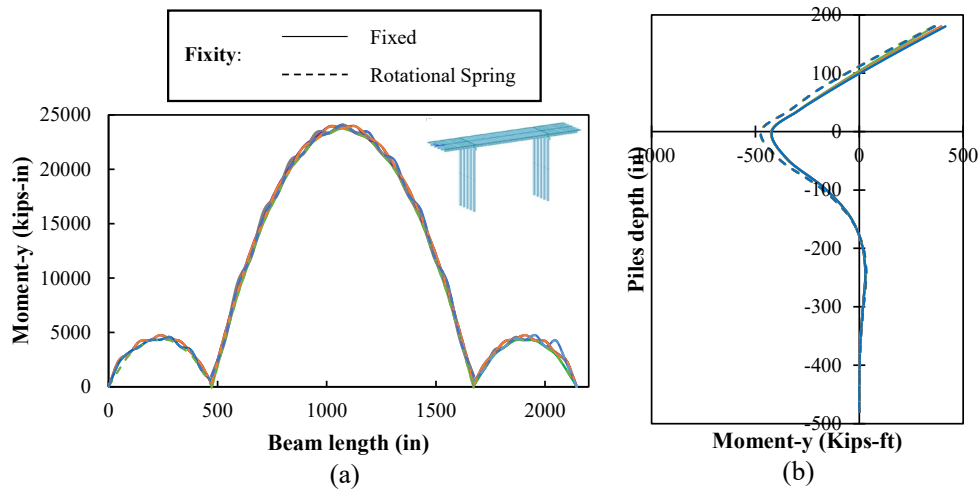 Fixity:
Fixed
Rotational Spring
25000
20000
15000
10000
5000
0
Moment-y (kips-in)
0 500 1000 1500 2000
Beam length (in)
(a)
200
100
0
-100
-200
-300
-400
-500
Piles depth (in)
-1000 -500 0 500
Moment-y (Kips-ft)
(b)